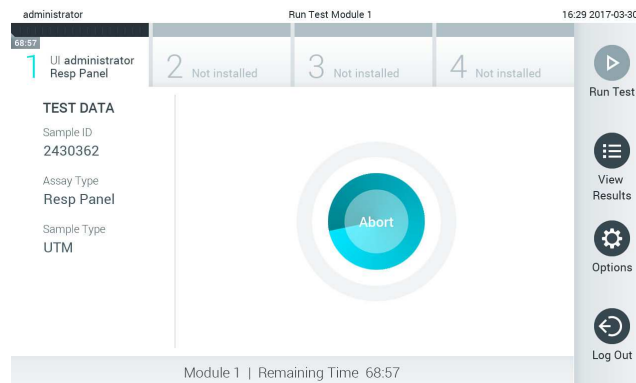 administrator
Run Test Module 1
16:29 2017-03-30
68:57
1 UI administrator
Resp Panel
2 Not installed
3 Not installed
4 Not installed
Run Test
TEST DATA
Sample ID
2430362
Assay Type
Resp Panel
Sample Type
UTM
Abort
View
Results
Options
Log Out
Module 1 | Remaining Time 68:57